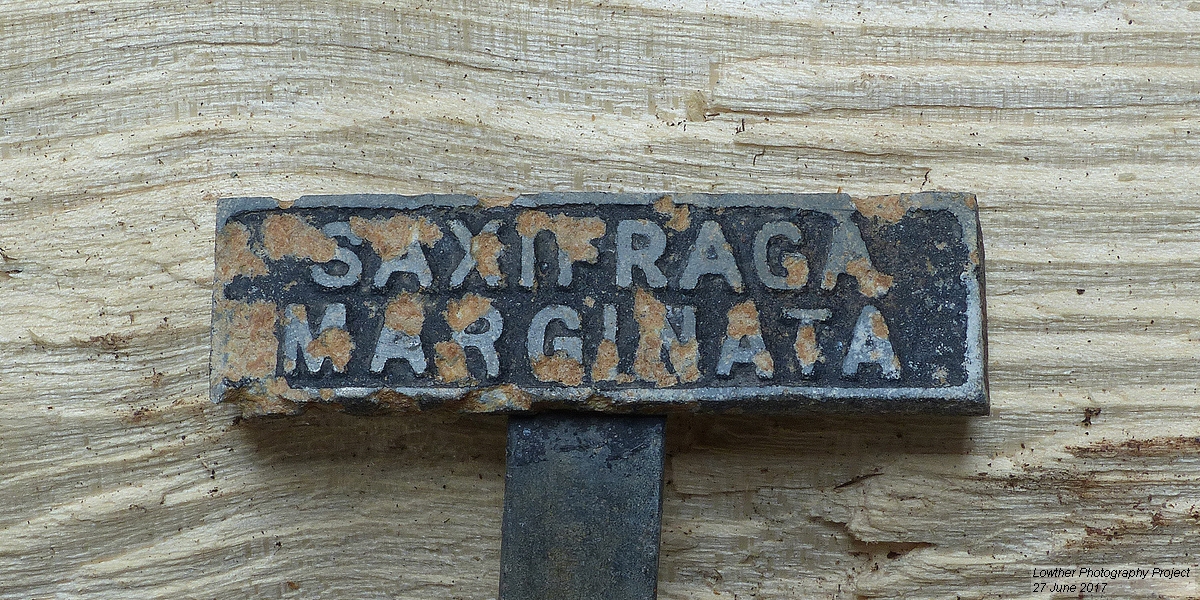 SAXIFRAGA
MARGINATA
Lowther Photography Project
27 June 2017